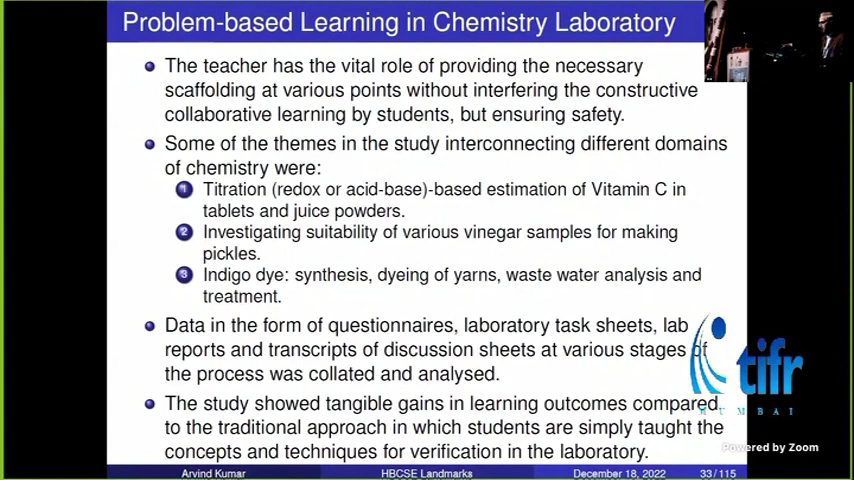 Problem-based Learning in Chemistry Laboratory
The teacher has the vital role of providing the necessary
scaffolding at various points without interfering the constructive
collaborative learning by students, but ensuring safety.
Some of the themes in the study interconnecting different domains
of chemistry were:
1 Titration (redox or acid-base)-based estimation of Vitamin C in
tablets and juice powders.
2 Investigating suitability of various vinegar samples for making
pickles.
3 Indigo dye: synthesis, dyeing of yarns, waste water analysis and
treatment.
Data in the form of questionnaires, laboratory task sheets, lab
reports and transcripts of discussion sheets at various stages of
the process was collated and analysed.
The study showed tangible gains in learning outcomes compared
to the traditional approach in which students are simply taught the
concepts and techniques for verification in the laboratory.
tifr
MUMBAI
Powered by Zoom
Arvind Kumar HBCSE Landmarks December 18, 2022 33 / 115